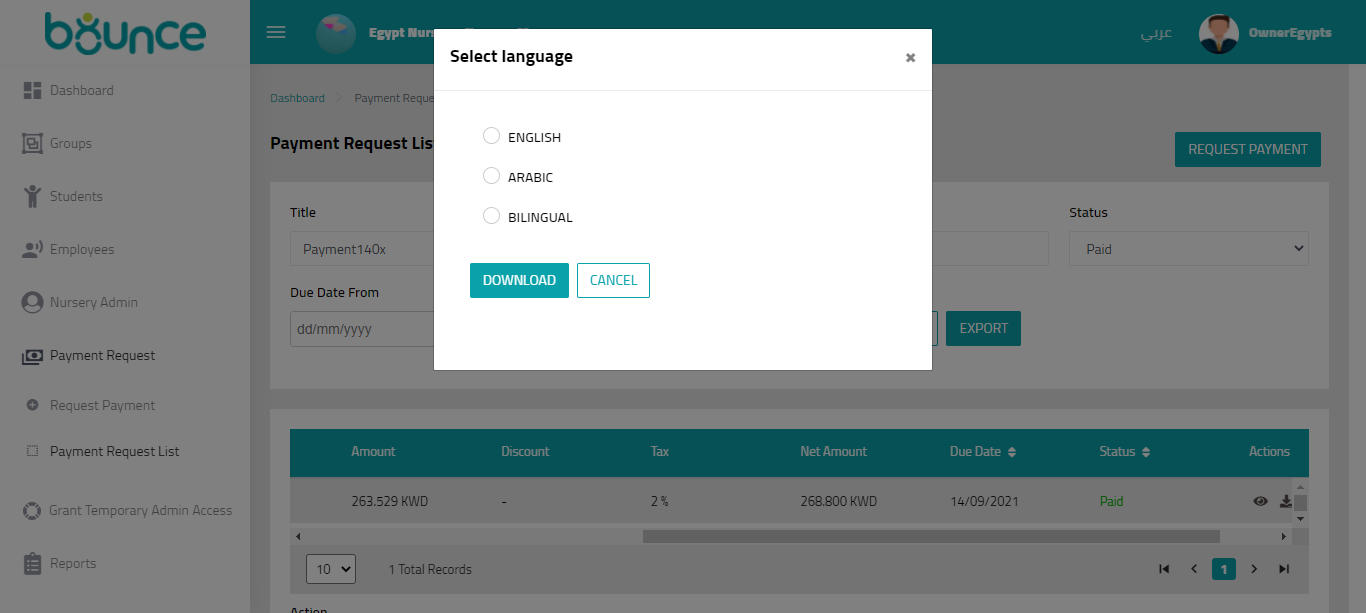 bounce
Egypt Nurs
عربي
OwnerEgypts
Select language
×
ENGLISH
ARABIC
BILINGUAL
DOWNLOAD
CANCEL
Dashboard
Groups
Students
Employees
Nursery Admin
Payment Request
Request Payment
Payment Request List
Grant Temporary Admin Access
Reports
Dashboard > Payment Reque
Payment Request Lis
REQUEST PAYMENT
Title
Status
Payment140x
Paid
Due Date From
dd/mm/yyyy
EXPORT
Amount Discount Tax Net Amount Due Date Status Actions
263.529 KWD - 2 % 268.800 KWD 14/09/2021 Paid
10
1 Total Records
1
Action